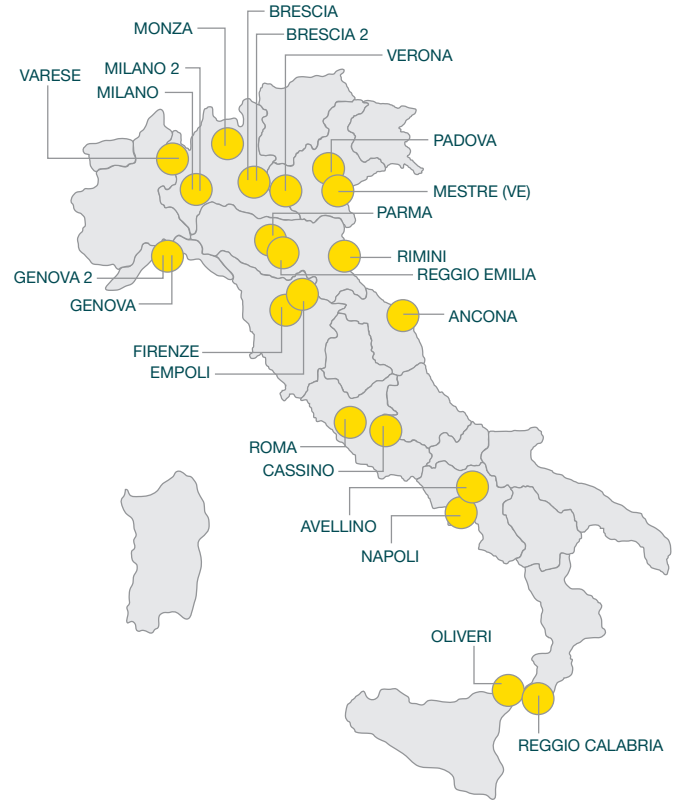 BRESCIA
MONZA
BRESCIA 2
VERONA
MILANO 2
VARESE
MILANO
PADOVA
MESTRE (VE)
PARMA
RIMINI
REGGIO EMILIA
GENOVA 2
GENOVA
ANCONA
FIRENZE
EMPOLI
ROMA
CASSINO
AVELLINO
NAPOLI
OLIVERI
REGGIO CALABRIA